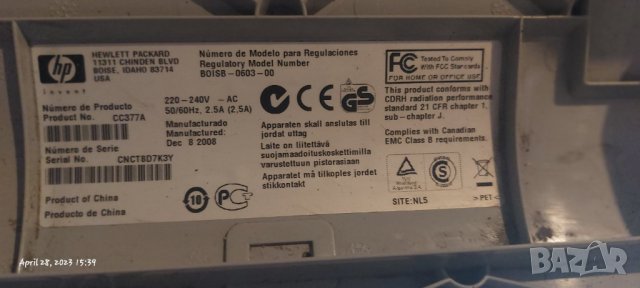 hp
invent
HEWLETT PACKARD
11311 CHINDEN BLVD
BOISE, IDAHO 83714
USA
Número de Modelo para Regulaciones
Regulatory Model Number
BOISB-0603-00
Número de Producto
Product No. CC377A
Número de Serie
Serial No. CNCT8D7K3Y
Product of China
Producto de China
220-240V ~ AC
50/60Hz, 2.5A (2,5A)
Manufacturado
Manufactured:
Dec 8 2008
10
CE
GS
Apparaten skall anslutas till
jordat uttag
Laite on liitettävä
suojamaadoituskoskettimilla
varustettuun pistorasiaan
Apparatet må tilkoples jordet
stikkontakt
FC Tested To Comply
With FCC Standards
FOR HOME OR OFFICE USE
This product conforms with
CDRH radiation performance
standard 21 CFR chapter 1,
sub-chapter J.
Complies with Canadian
EMC Class B requirements.
S
SITE:NL5
>PET<
April 28, 2023 15:39
BAZAR.bg